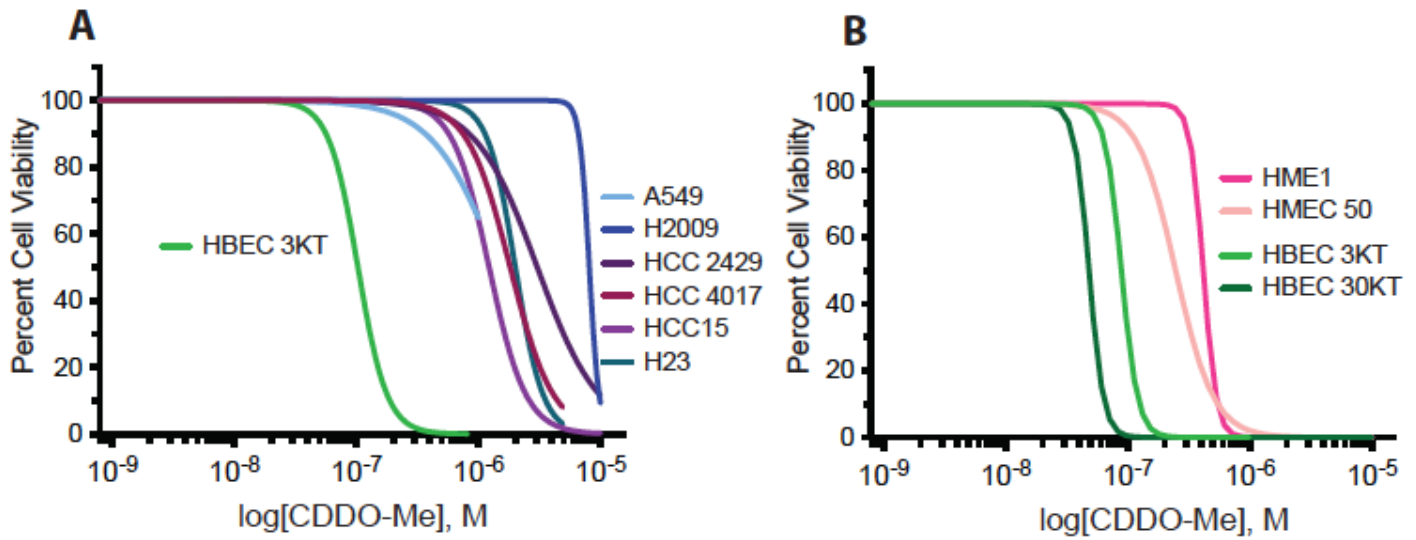 A
Percent Cell Viability
100
80
60
40
20
0
HBEC 3KT
A549
H2009
HCC 2429
HCC 4017
HCC15
H23
10-9
10-8
10-7
10-6
10-5
log[CDDO-Me], M
B
Percent Cell Viability
100
80
60
40
20
0
HME1
HMEC 50
HBEC 3KT
HBEC 30KT
10-9
10-8
10-7
10-6
10-5
log[CDDO-Me], M